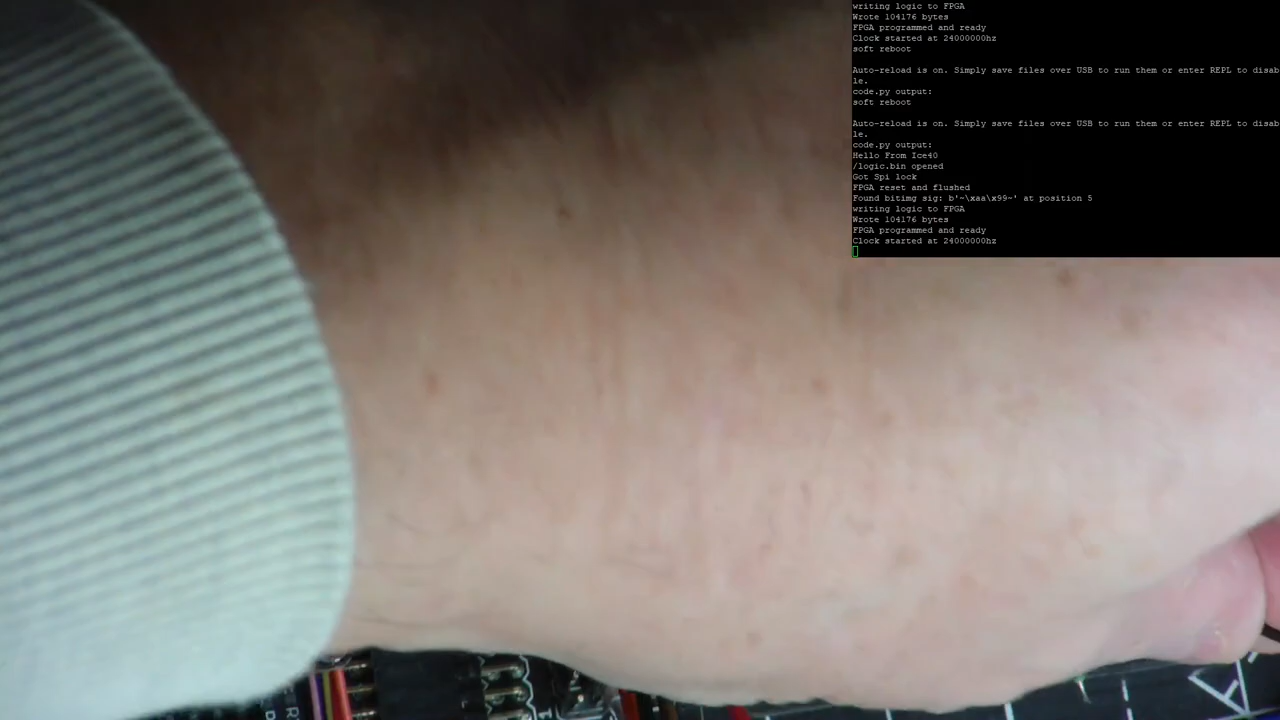 writing logic to FPGA
Wrote 104176 bytes
FPGA programmed and ready
Clock started at 24000000hz
soft reboot
Auto-reload is on. Simply save files over USB to run them or enter REPL to disab
le.
code.py output:
soft reboot
Auto-reload is on. Simply save files over USB to run them or enter REPL to disab
le.
code.py output:
Hello From Ice40
/logic.bin opened
Got Spi lock
FPGA reset and flushed
Found bitimg sig: b'~\xaa\x99~' at position 5
writing logic to FPGA
Wrote 104176 bytes
FPGA programmed and ready
Clock started at 24000000hz